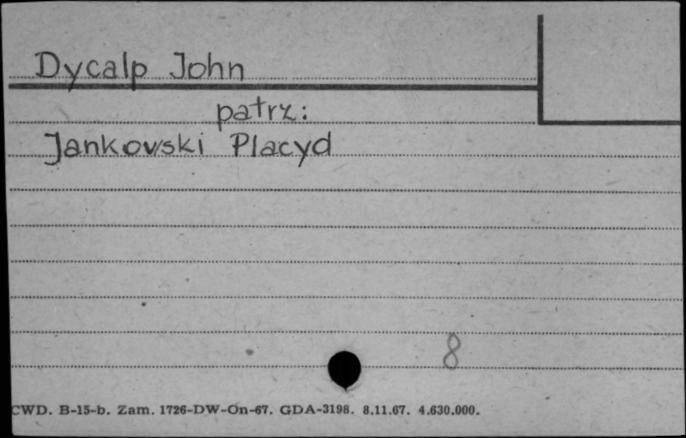 Dycalp John
patrz:
Jankowski Placyd
8
CWD. B-15-b. Zam. 1726-DW-On-67. GDA-3198. 8.11.67. 4.630.000.